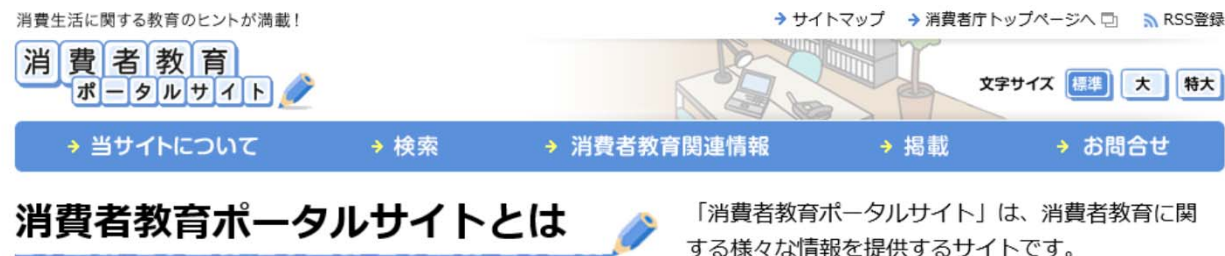 消費生活に関する教育のヒントが満載！
サイトマップ 消費者庁トップページへ RSS登録
消費者教育
ポータルサイト
文字サイズ 標準 大 特大
当サイトについて 検索 消費者教育関連情報 掲載 お問合せ
消費者教育ポータルサイトとは
「消費者教育ポータルサイト」は、消費者教育に関
する様々な情報を提供するサイトです。